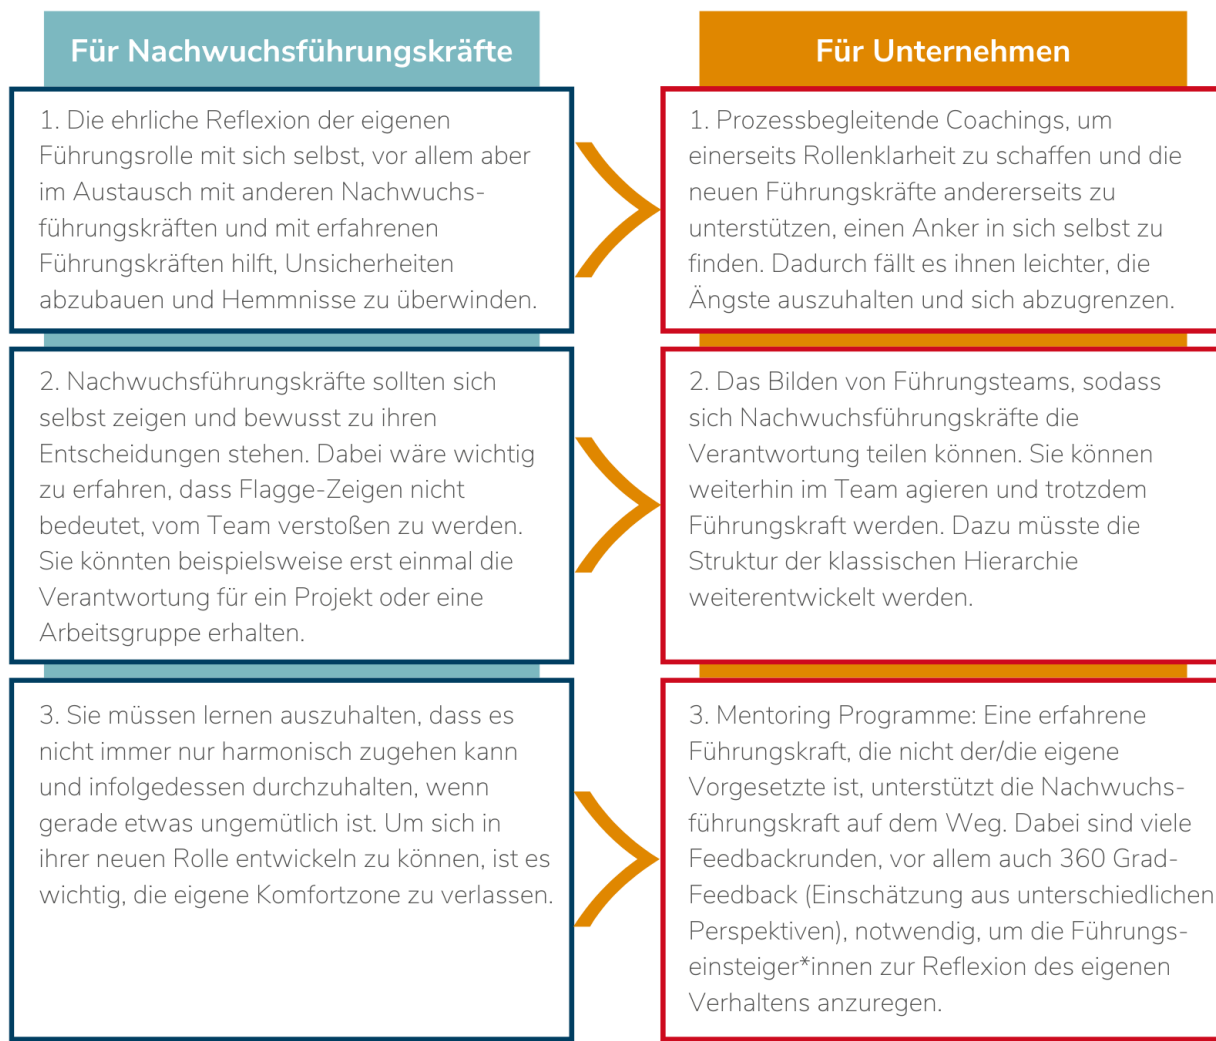 Für Nachwuchsführungskräfte
1. Die ehrliche Reflexion der eigenen
Führungsrolle mit sich selbst, vor allem aber
im Austausch mit anderen Nachwuchs-
führungskräften und mit erfahrenen
Führungskräften hilft, Unsicherheiten
abzubauen und Hemmnisse zu überwinden.
2. Nachwuchsführungskräfte sollten sich
selbst zeigen und bewusst zu ihren
Entscheidungen stehen. Dabei wäre wichtig
zu erfahren, dass Flagge-Zeigen nicht
bedeutet, vom Team verstoßen zu werden.
Sie könnten beispielsweise erst einmal die
Verantwortung für ein Projekt oder eine
Arbeitsgruppe erhalten.
3. Sie müssen lernen auszuhalten, dass es
nicht immer nur harmonisch zugehen kann
und infolgedessen durchzuhalten, wenn
gerade etwas ungemütlich ist. Um sich in
ihrer neuen Rolle entwickeln zu können, ist es
wichtig, die eigene Komfortzone zu verlassen.
Für Unternehmen
1. Prozessbegleitende Coachings, um
einerseits Rollenklarheit zu schaffen und die
neuen Führungskräfte andererseits zu
unterstützen, einen Anker in sich selbst zu
finden. Dadurch fällt es ihnen leichter, die
Ängste auszuhalten und sich abzugrenzen.
2. Das Bilden von Führungsteams, sodass
sich Nachwuchsführungskräfte die
Verantwortung teilen können. Sie können
weiterhin im Team agieren und trotzdem
Führungskraft werden. Dazu müsste die
Struktur der klassischen Hierarchie
weiterentwickelt werden.
3. Mentoring Programme: Eine erfahrene
Führungskraft, die nicht der/die eigene
Vorgesetzte ist, unterstützt die Nachwuchs-
führungskraft auf dem Weg. Dabei sind viele
Feedbackrunden, vor allem auch 360 Grad-
Feedback (Einschätzung aus unterschiedlichen
Perspektiven), notwendig, um die Führungs-
einsteiger*innen zur Reflexion des eigenen
Verhaltens anzuregen.